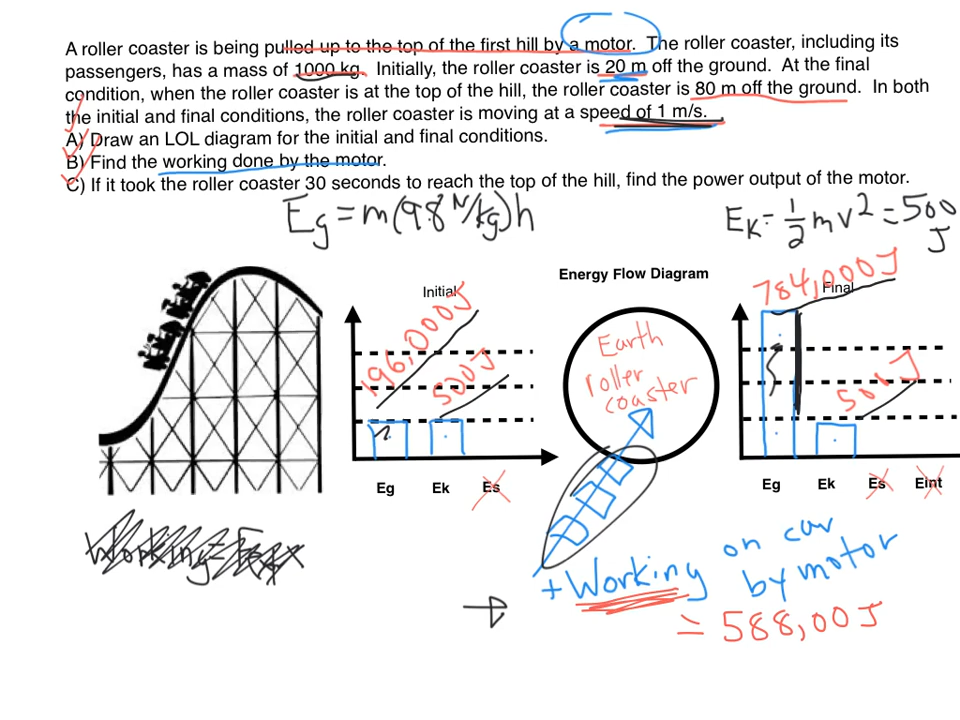 A roller coaster is being pulled up to the top of the first hill by a motor. The roller coaster, including its
passengers, has a mass of 1000 kg. Initially, the roller coaster is 20 m off the ground. At the final
condition, when the roller coaster is at the top of the hill, the roller coaster is 80 m off the ground. In both
the initial and final conditions, the roller coaster is moving at a speed of 1 m/s.
A) Draw an LOL diagram for the initial and final conditions.
B) Find the working done by the motor.
C) If it took the roller coaster 30 seconds to reach the top of the hill, find the power output of the motor.
Eg = m(9.8 N/kg)h
EK = 1/2 mv² = 500 J
Energy Flow Diagram
Initial
196,000J
500J
Eg Ek Es
Earth
roller
coaster
Final
784,000J
500J
Eg Ek Es Eint
+ Working on car
by motor
= 588,00J